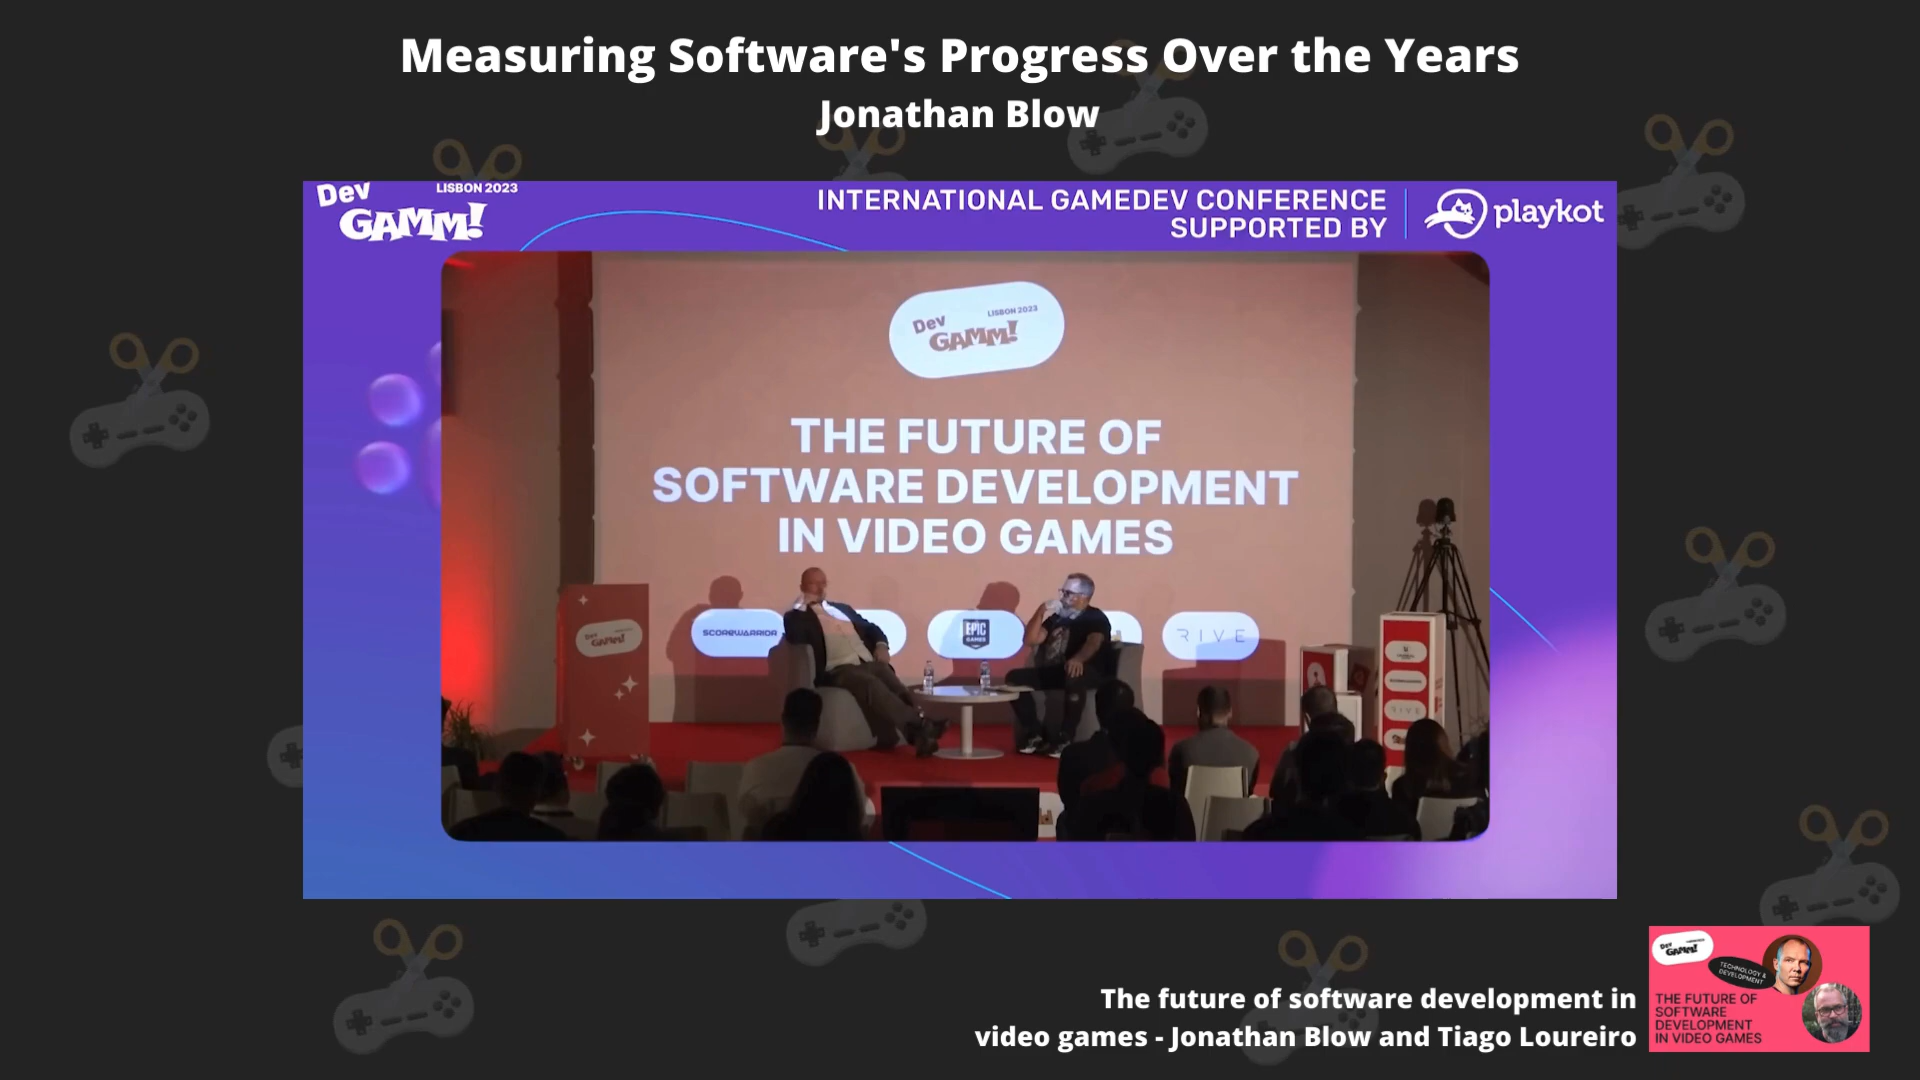 Measuring Software's Progress Over the Years
Jonathan Blow
Dev
GAMM!
LISBON 2023
INTERNATIONAL GAMEDEV CONFERENCE
SUPPORTED BY
playkot
Dev
GAMM!
LISBON 2023
THE FUTURE OF
SOFTWARE DEVELOPMENT
IN VIDEO GAMES
SCOREWARRIOR
EPIC
GAMES
RIVE
Dev
GAMM!
RIVE
The future of software development in
video games - Jonathan Blow and Tiago Loureiro
Dev
GAMM!
TECHNOLOGY &
DEVELOPMENT
THE FUTURE OF
SOFTWARE
DEVELOPMENT
IN VIDEO GAMES